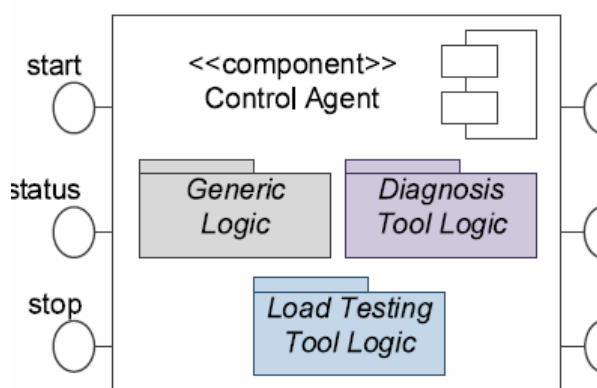 start
<<component>>
Control Agent
status
Generic
Logic
Diagnosis
Tool Logic
stop
Load Testing
Tool Logic